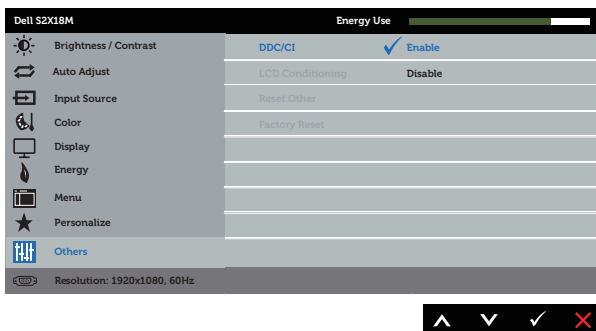 Dell S2X18M Energy Use
Brightness / Contrast DDC/CI Enable
Auto Adjust LCD Conditioning Disable
Input Source Reset Other
Color Factory Reset
Display
Energy
Menu
Personalize
Others
Resolution: 1920x1080, 60Hz